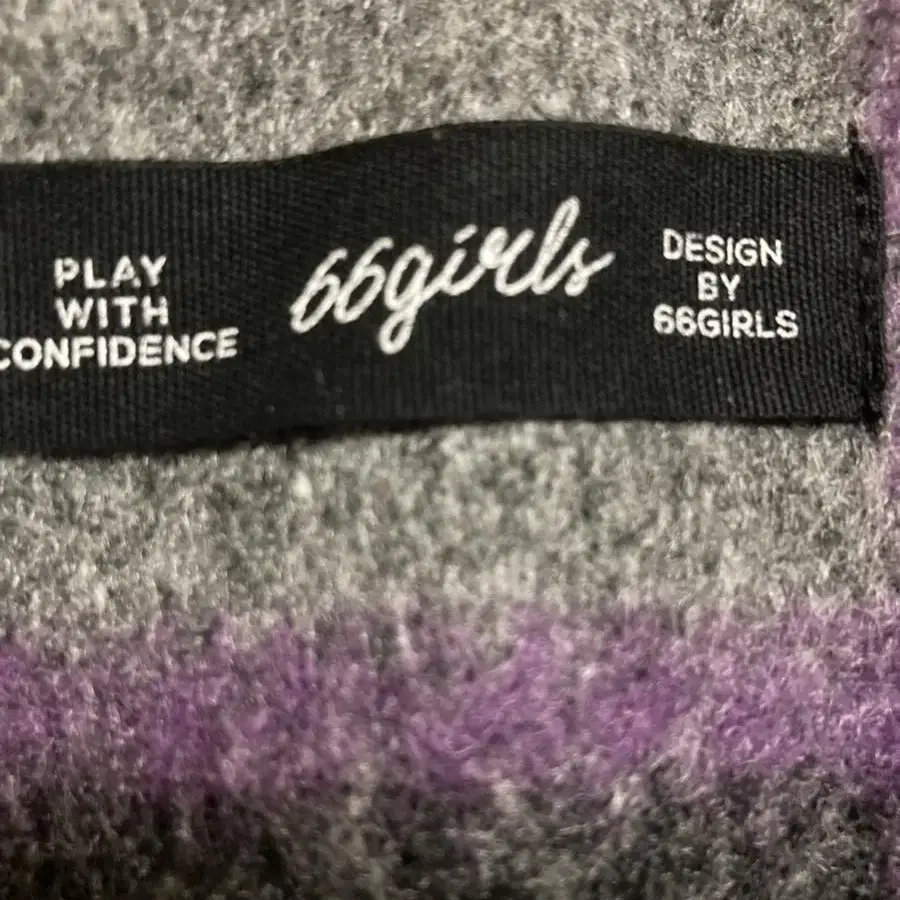 PLAY
WITH
CONFIDENCE
66girls
DESIGN
BY
66GIRLS